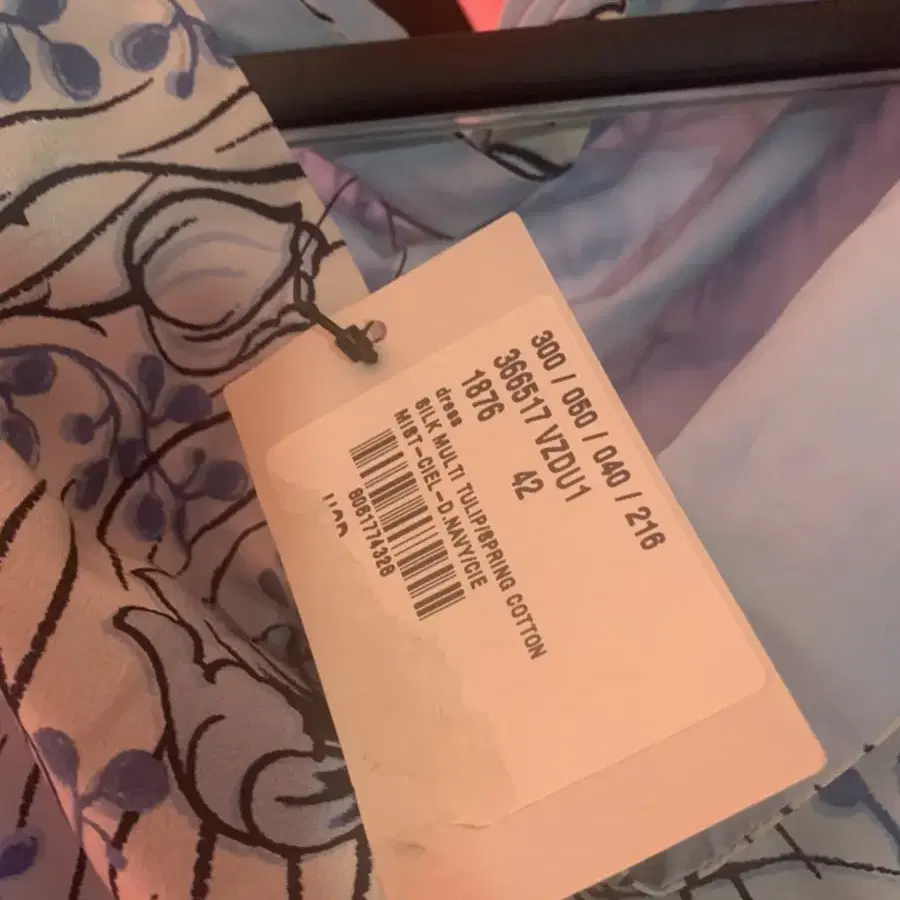 300 / 050 / 040 / 216
366517 VZDU1
1876 42
dress
SILK MULTI TULIP/SPRING COTTON
MIST-CIEL-D.NAVY/CIE
8061774328